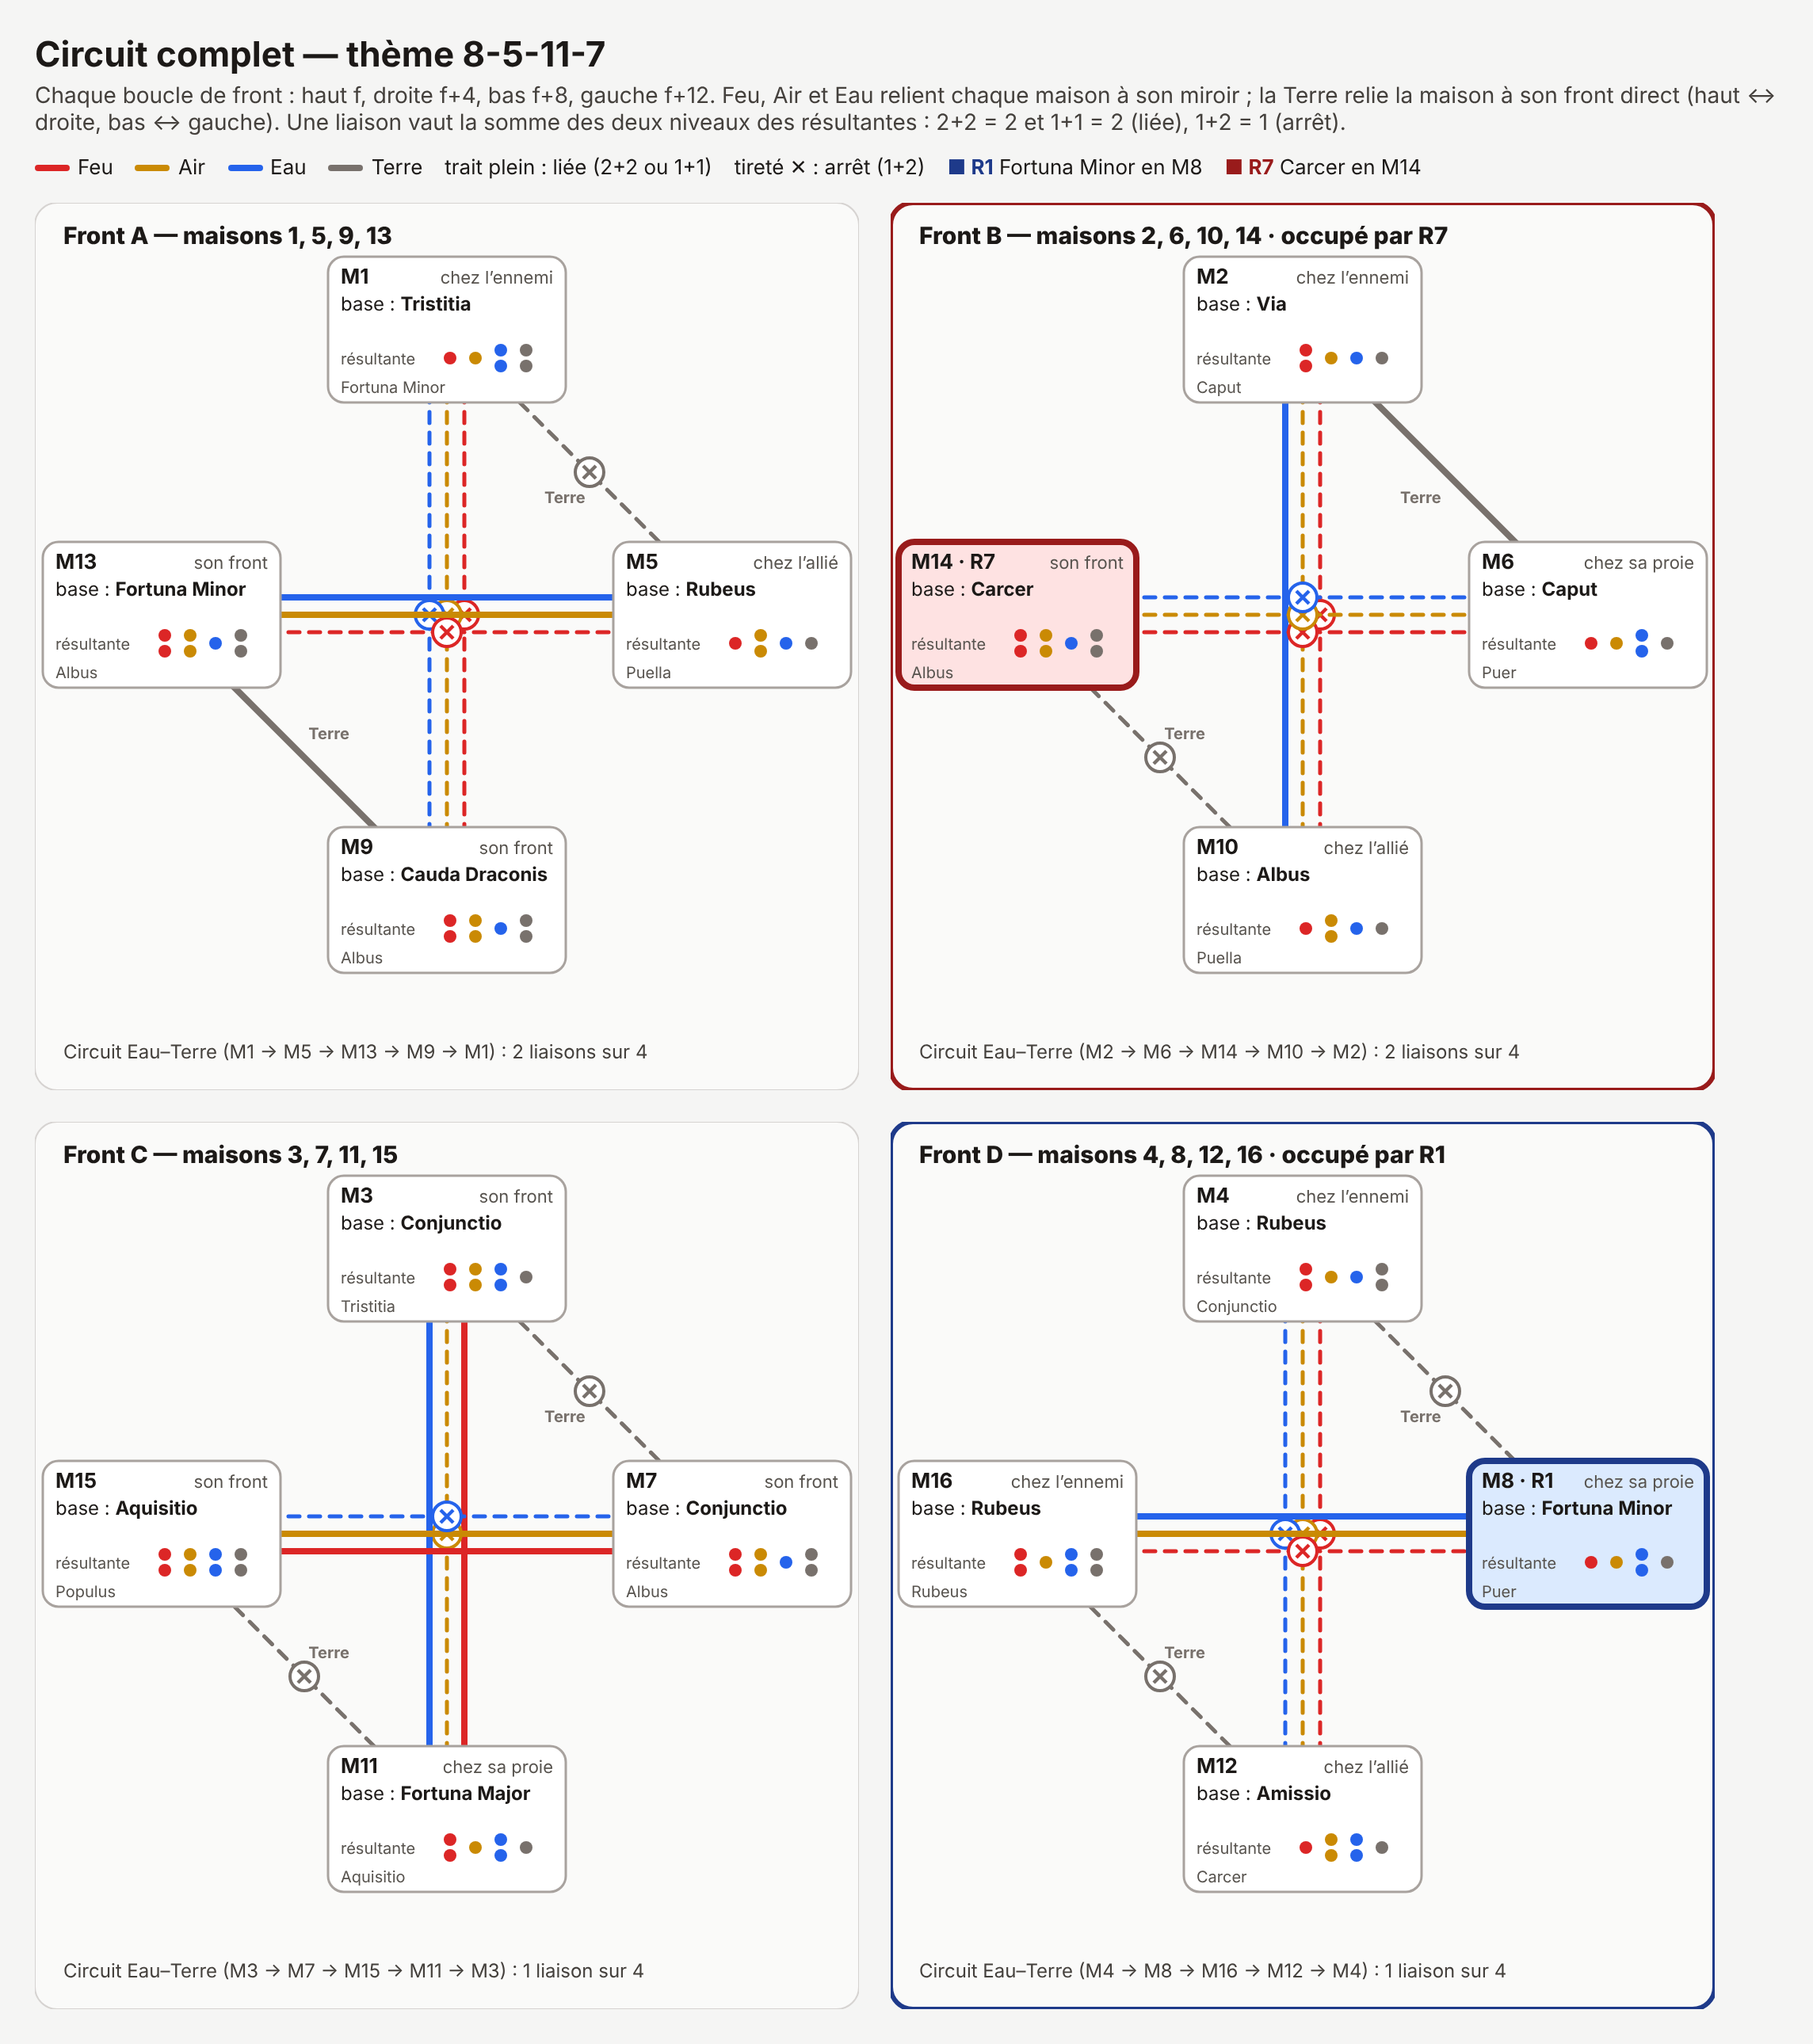 Circuit complet — thème 8-5-11-7
Chaque boucle de front : haut f, droite f+4, bas f+8, gauche f+12. Feu, Air et Eau relient chaque maison à son miroir ; la Terre relie la maison à son front direct (haut ↔
droite, bas ↔ gauche). Une liaison vaut la somme des deux niveaux des résultantes : 2+2 = 2 et 1+1 = 2 (liée), 1+2 = 1 (arrêt).
Feu Air Eau Terre trait plein : liée (2+2 ou 1+1) tireté ✕ : arrêt (1+2) R1 Fortuna Minor en M8 R7 Carcer en M14
Front A — maisons 1, 5, 9, 13
M1 chez l'ennemi
base : Tristitia
résultante
Fortuna Minor
Terre
M13 son front
base : Fortuna Minor
résultante
Albus
M5 chez l'allié
base : Rubeus
résultante
Puella
Terre
M9 son front
base : Cauda Draconis
résultante
Albus
Circuit Eau–Terre (M1 → M5 → M13 → M9 → M1) : 2 liaisons sur 4
Front B — maisons 2, 6, 10, 14 · occupé par R7
M2 chez l'ennemi
base : Via
résultante
Caput
Terre
M14 · R7 son front
base : Carcer
résultante
Albus
M6 chez sa proie
base : Caput
résultante
Puer
Terre
M10 chez l'allié
base : Albus
résultante
Puella
Circuit Eau–Terre (M2 → M6 → M14 → M10 → M2) : 2 liaisons sur 4
Front C — maisons 3, 7, 11, 15
M3 son front
base : Conjunctio
résultante
Tristitia
Terre
M15 son front
base : Aquisitio
résultante
Populus
M7 son front
base : Conjunctio
résultante
Albus
Terre
M11 chez sa proie
base : Fortuna Major
résultante
Aquisitio
Circuit Eau–Terre (M3 → M7 → M15 → M11 → M3) : 1 liaison sur 4
Front D — maisons 4, 8, 12, 16 · occupé par R1
M4 chez l'ennemi
base : Rubeus
résultante
Conjunctio
Terre
M16 chez l'ennemi
base : Rubeus
résultante
Rubeus
M8 · R1 chez sa proie
base : Fortuna Minor
résultante
Puer
Terre
M12 chez l'allié
base : Amissio
résultante
Carcer
Circuit Eau–Terre (M4 → M8 → M16 → M12 → M4) : 1 liaison sur 4